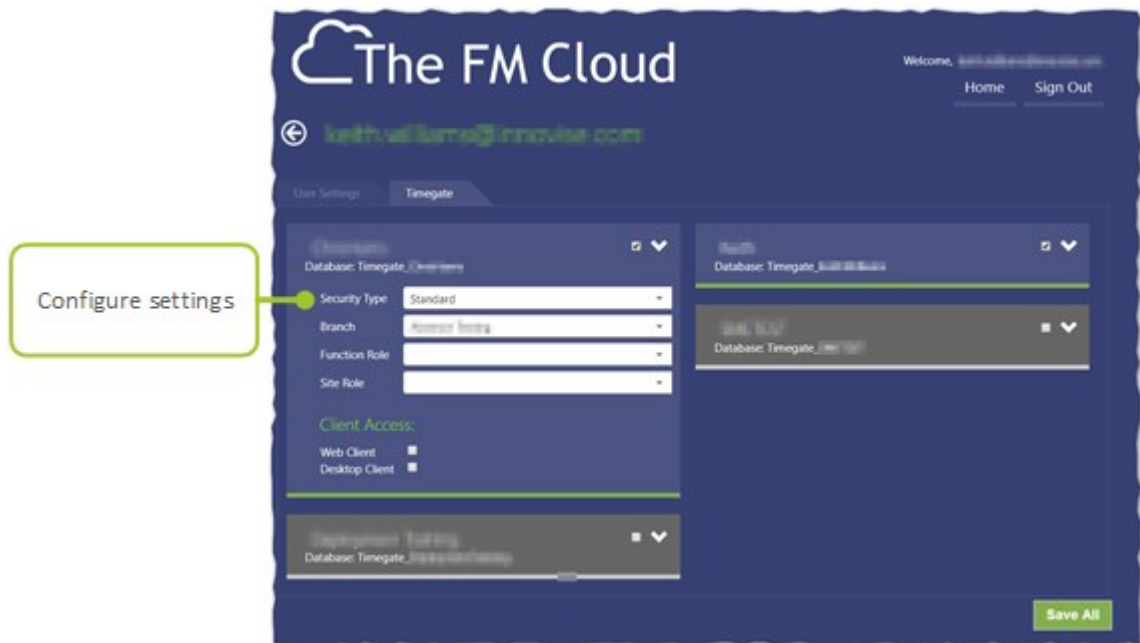 The FM Cloud
Welcome,
Home Sign Out
User Settings Timegate
Database: Timegate_
Configure settings
Security Type Standard
Branch
Function Role
Site Role
Client Access:
Web Client
Desktop Client
Database: Timegate_
Database: Timegate_
Database: Timegate_
Save All